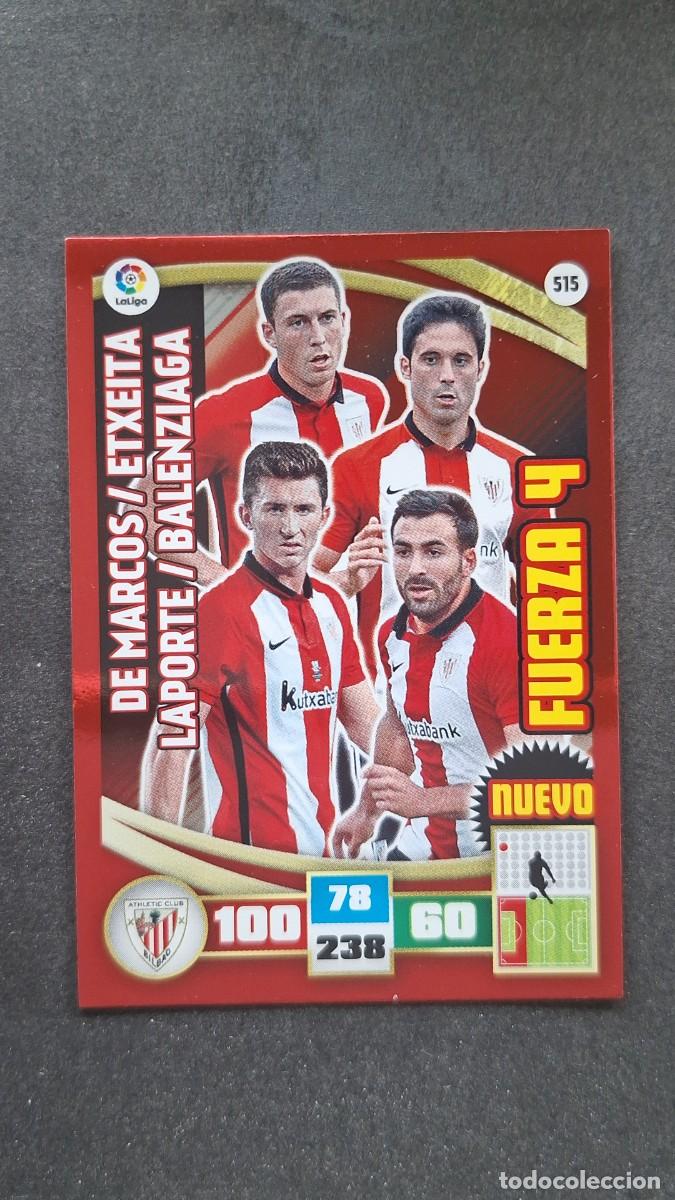 LaLiga
515
DE MARCOS / ETXEITA
LAPORTE / BALENZIAGA
FUERZA 4
Kutxabank
Kutxabank
nk
NUEVO
ATHLETIC CLUB
BILBAO
100
78
238
60
todocoleccion